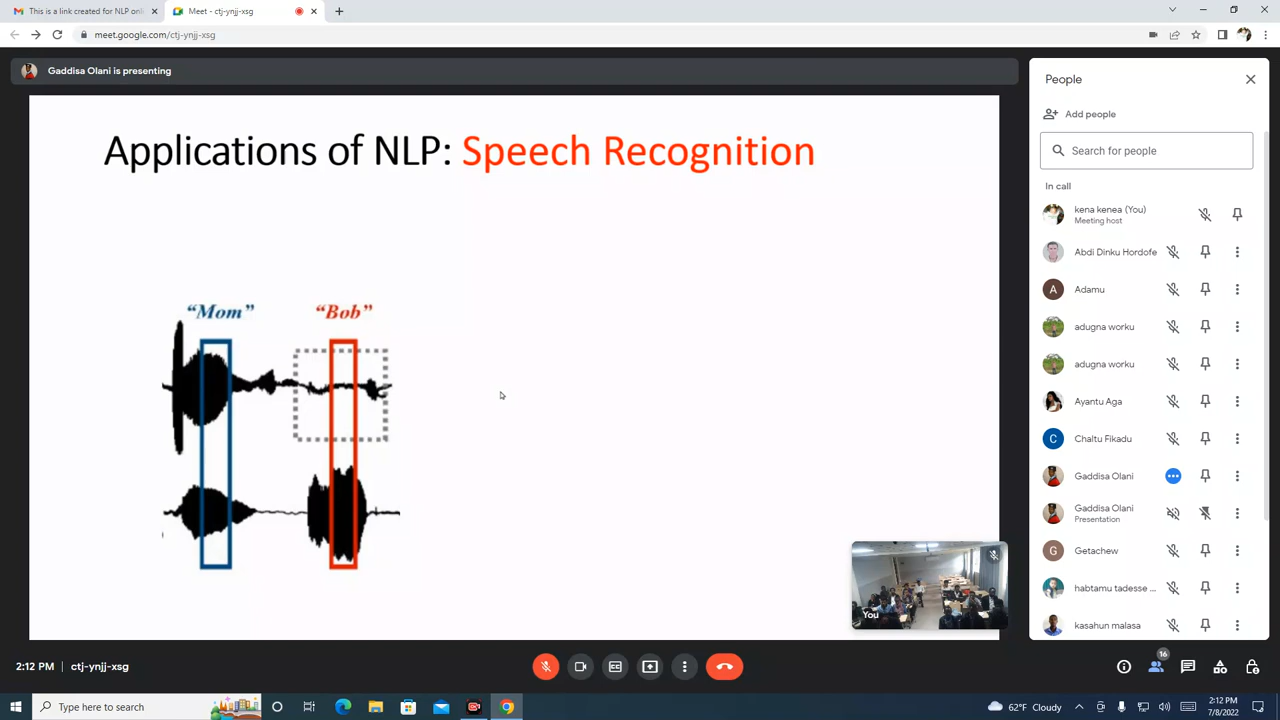 This is a link created for NLP onli
Meet - ctj-ynjj-xsg
meet.google.com/ctj-ynjj-xsg
Gaddisa Olani is presenting
Applications of NLP: Speech Recognition
“Mom”
“Bob”
You
People
Add people
Search for people
In call
kena kenea (You)
Meeting host
Abdi Dinku Hordofe
A
Adamu
adugna worku
adugna worku
Ayantu Aga
C
Chaltu Fikadu
Gaddisa Olani
Gaddisa Olani
Presentation
G
Getachew
habtamu tadesse ...
kasahun malasa
2:12 PM | ctj-ynjj-xsg
16
Type here to search
62°F Cloudy
2:12 PM
7/8/2022